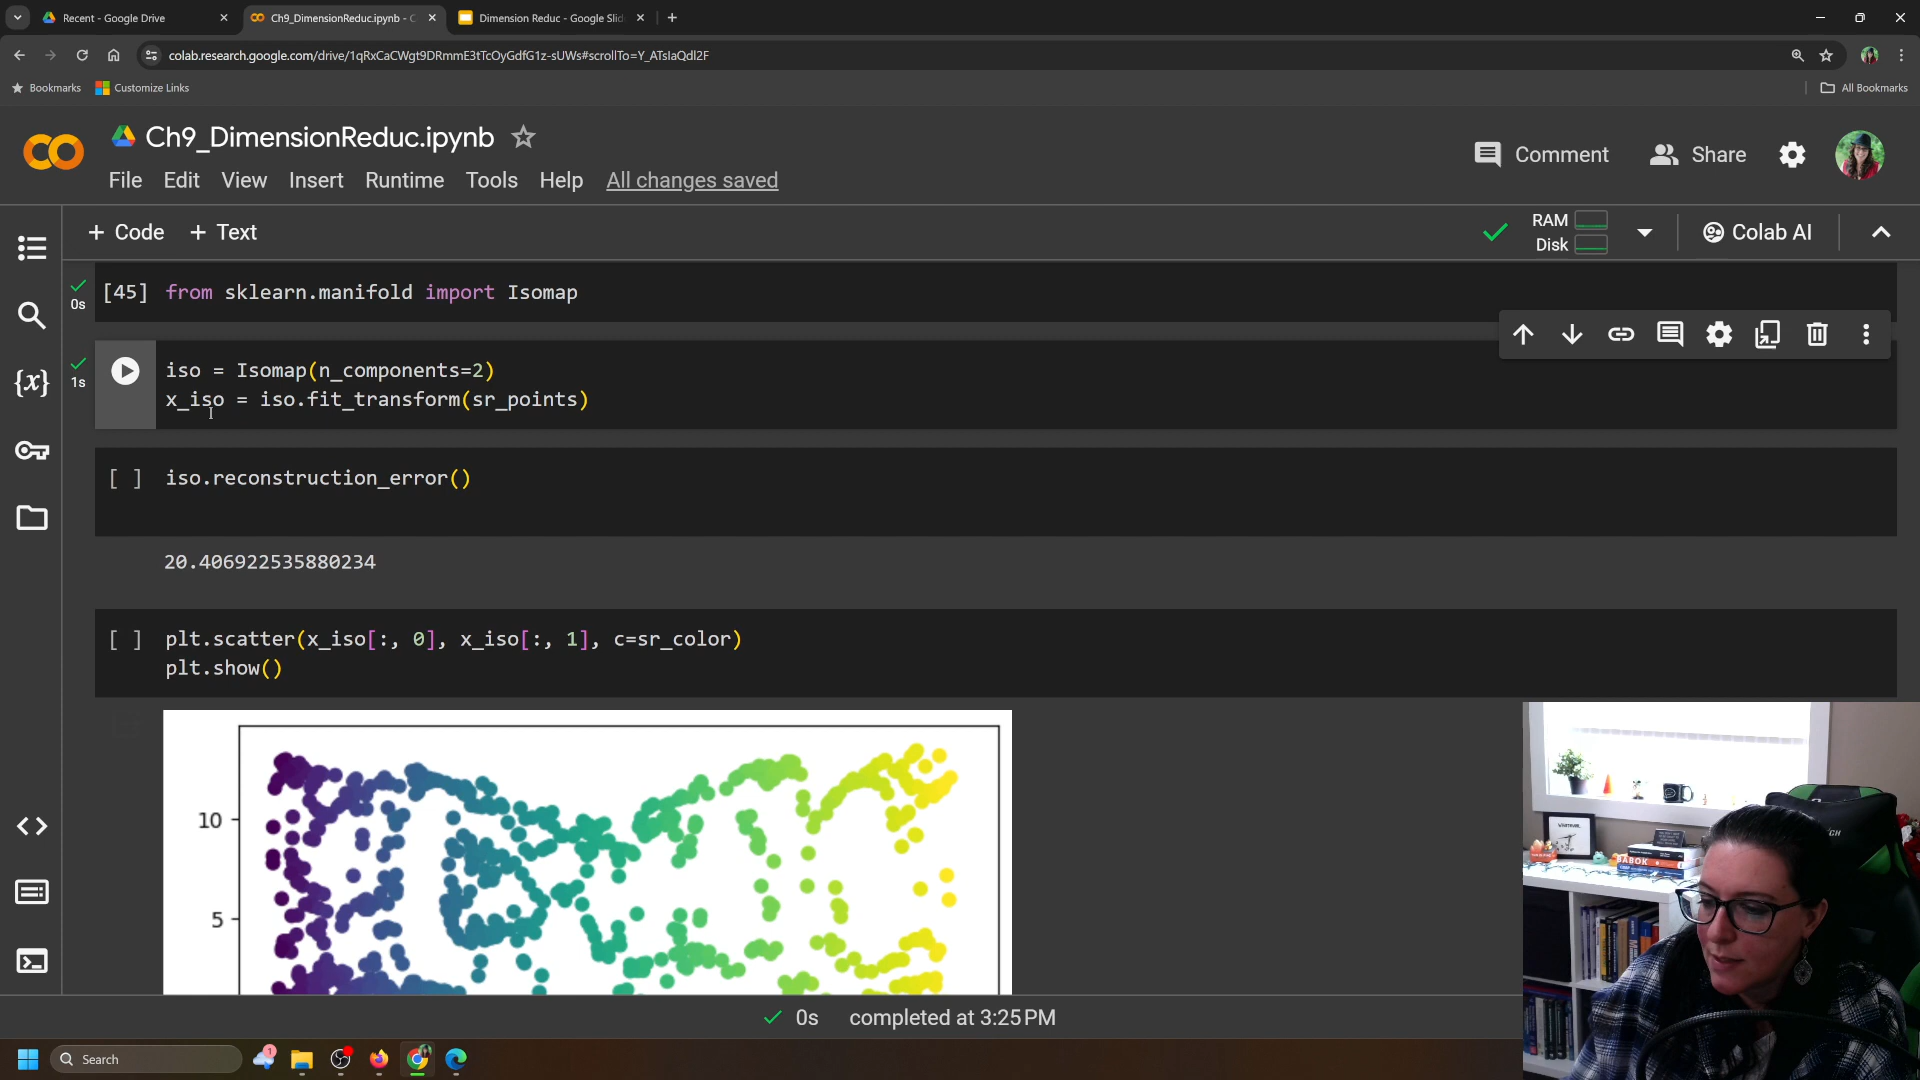 Recent - Google Drive
Ch9_DimensionReduc.ipynb - C
Dimension Reduc - Google Slid
colab.research.google.com/drive/1qRxCaCWgt9DRmmE3tTcOyGdfG1z-sUWs#scrollTo=Y_ATsIaQdl2F
Bookmarks
Customize Links
All Bookmarks
Ch9_DimensionReduc.ipynb
Comment
Share
File Edit View Insert Runtime Tools Help All changes saved
+ Code + Text
RAM
Disk
Colab AI
0s
[45] from sklearn.manifold import Isomap
1s
{x}
iso = Isomap(n_components=2)
x_iso = iso.fit_transform(sr_points)
[ ] iso.reconstruction_error()
20.406922535880234
[ ] plt.scatter(x_iso[:, 0], x_iso[:, 1], c=sr_color)
plt.show()
10
5
BABOK
0s completed at 3:25 PM
Search
1